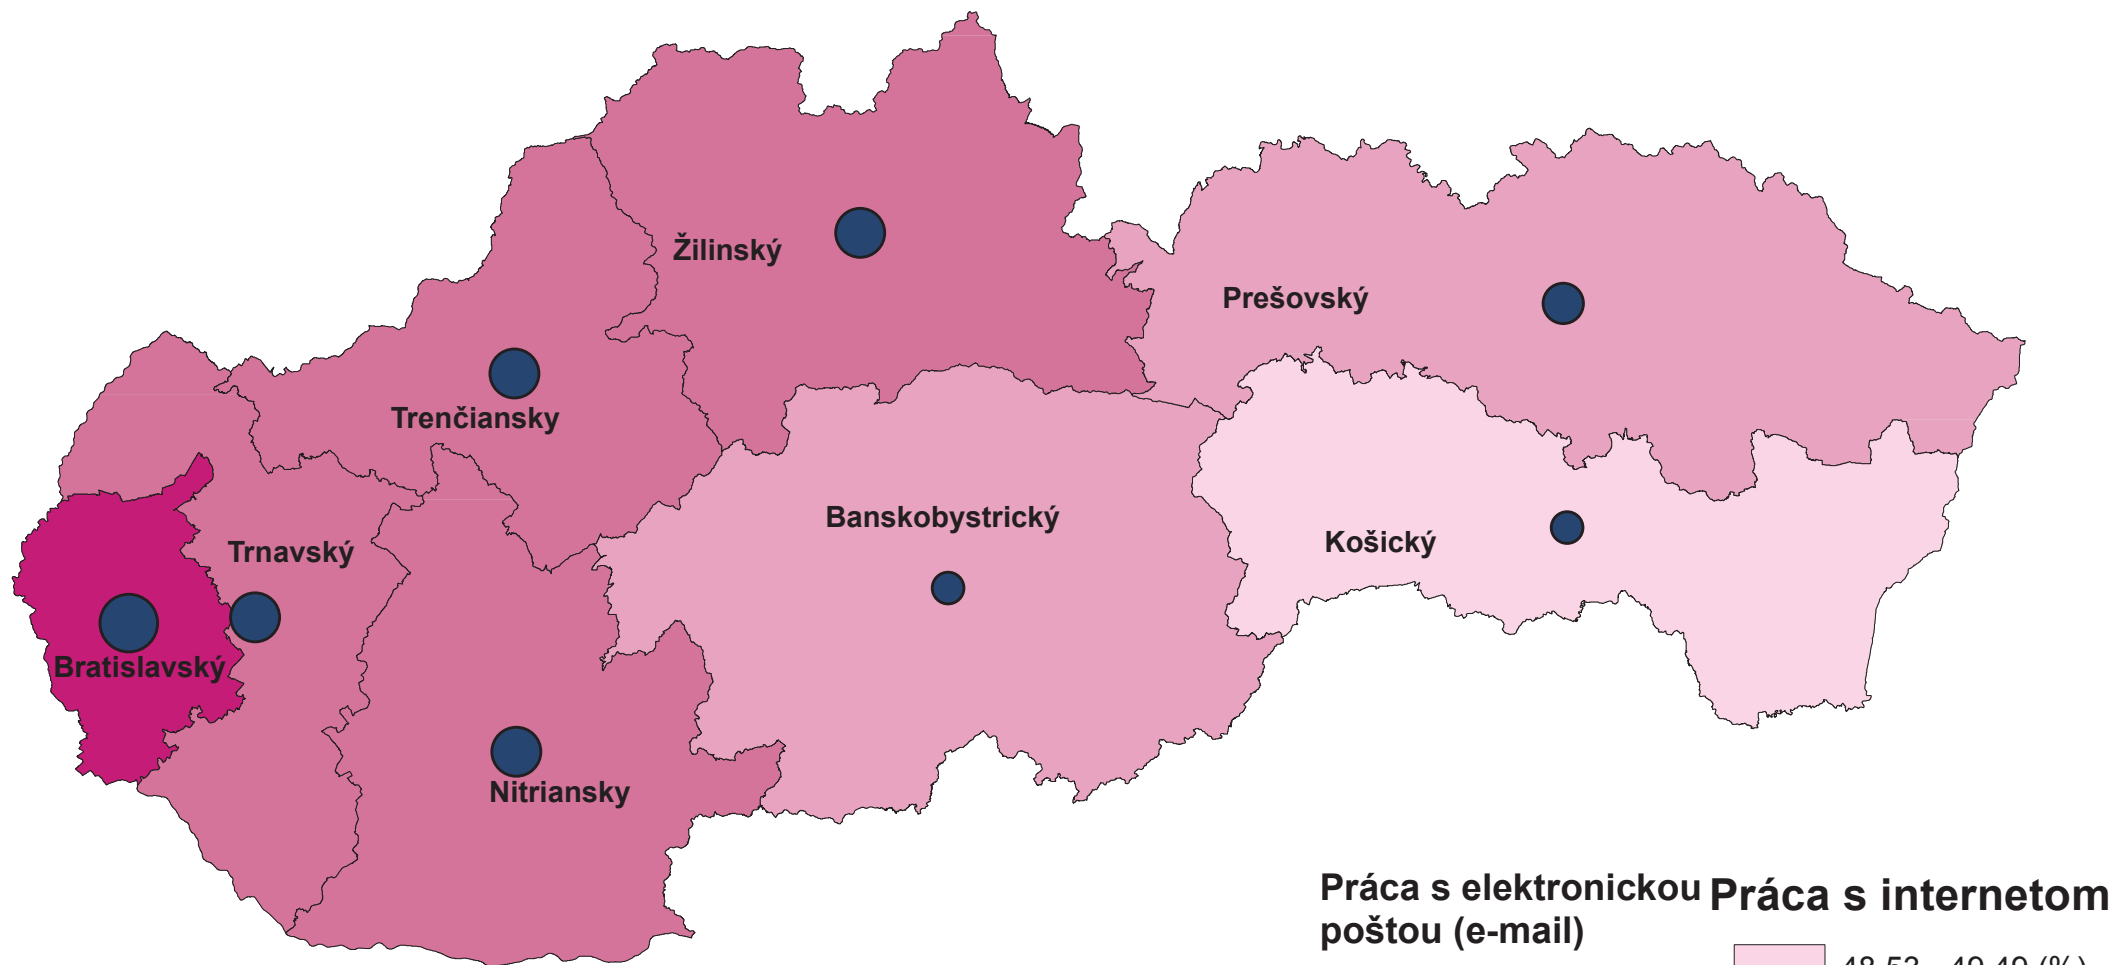 Žilinský
Prešovský
Trenčiansky
Banskobystrický
Košický
Trnavský
Bratislavský
Nitriansky
Práca s elektronickou
poštou (e-mail)
Práca s internetom